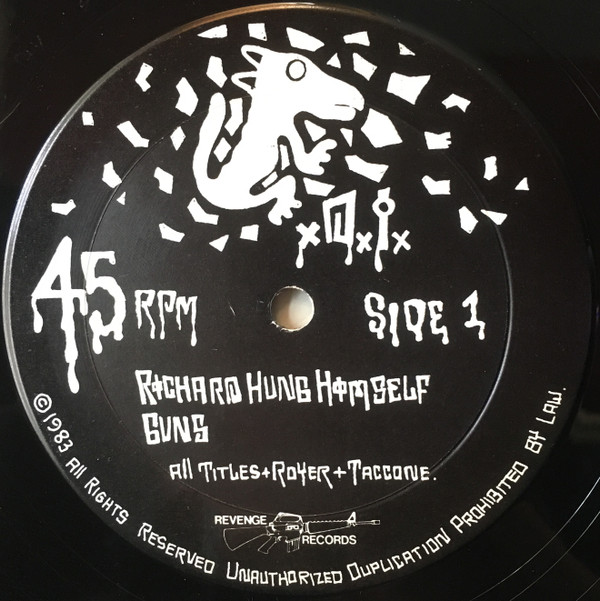 xD.i.x
45 RPM
SIDE 1
RICHARD HUNG HIMSELF
GUNS
All TITLES+ROYER+TACCONE.
REVENGE RECORDS
©1983 All RIGHTS RESERVED UNAUTHORIZED DUPLICATION PROHIBITED BY LAW.